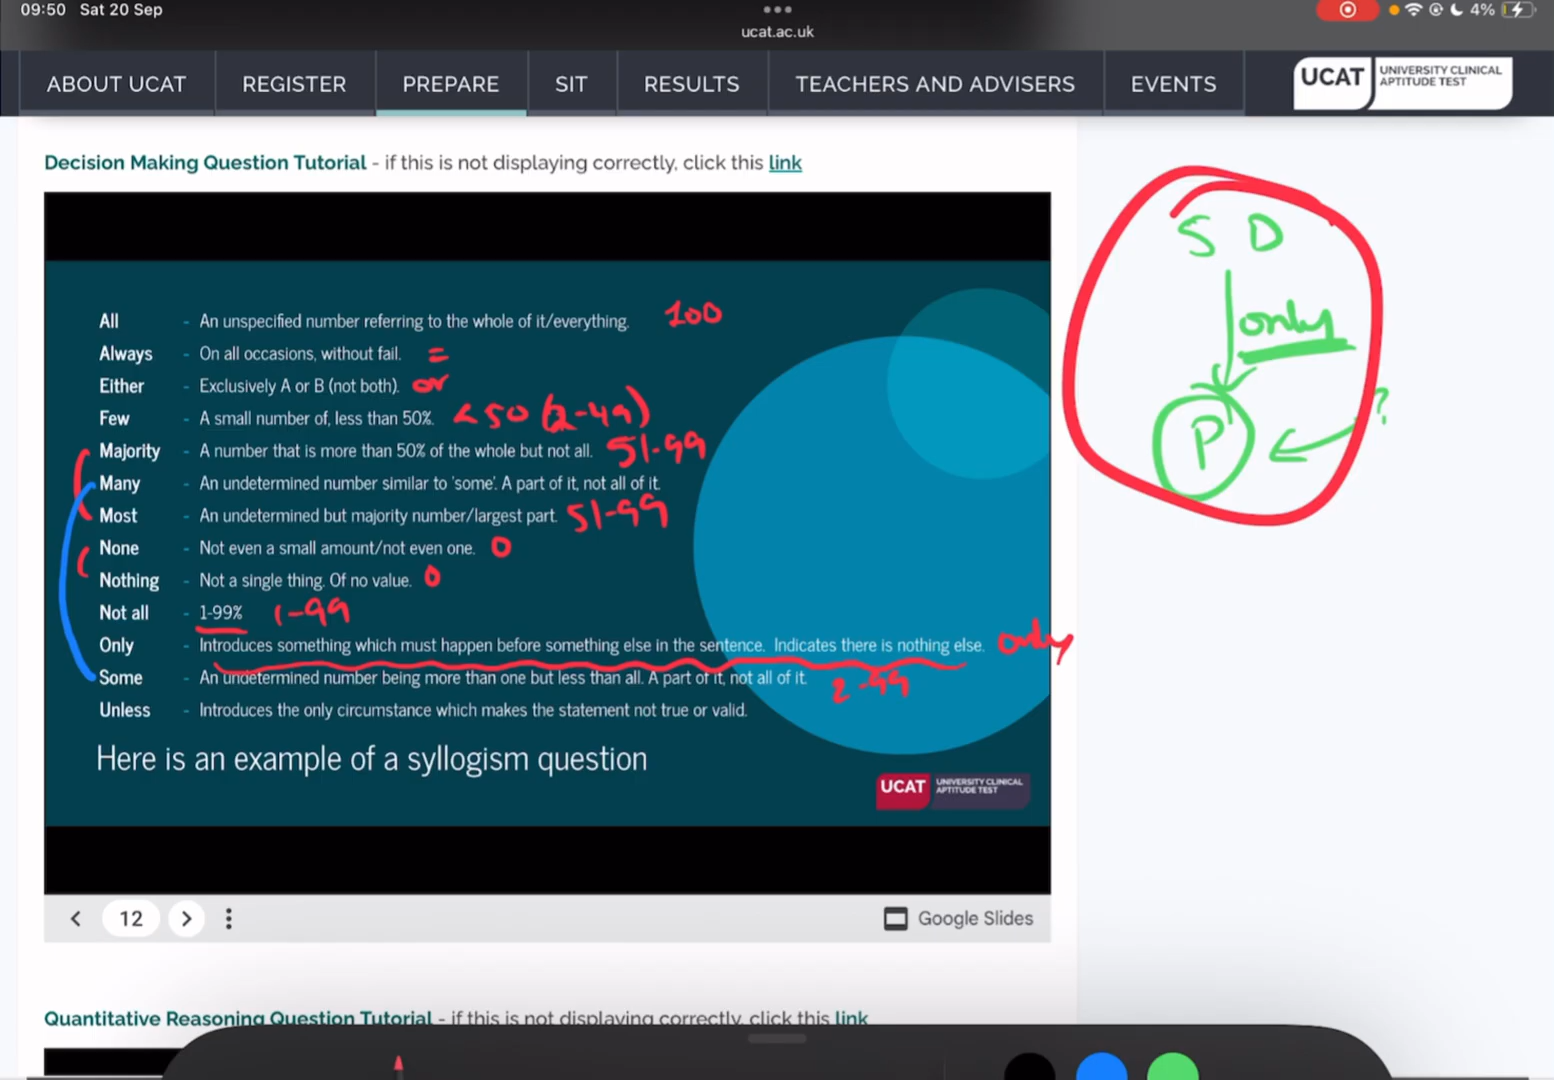 09:50 Sat 20 Sep
4%
ucat.ac.uk
ABOUT UCAT REGISTER PREPARE SIT RESULTS TEACHERS AND ADVISERS EVENTS
UCAT UNIVERSITY CLINICAL
APTITUDE TEST
Decision Making Question Tutorial - if this is not displaying correctly, click this link
S D
only
P
?
All - An unspecified number referring to the whole of it/everything. 100
Always - On all occasions, without fail. =
Either - Exclusively A or B (not both). or
Few - A small number of, less than 50%. <50 (2-49)
Majority - A number that is more than 50% of the whole but not all. 51-99
Many - An undetermined number similar to 'some'. A part of it, not all of it.
Most - An undetermined but majority number/largest part. 51-99
None - Not even a small amount/not even one. 0
Nothing - Not a single thing. Of no value. 0
Not all - 1-99% 1-99
Only - Introduces something which must happen before something else in the sentence. Indicates there is nothing else. only
Some - An undetermined number being more than one but less than all. A part of it, not all of it. 2-99
Unless - Introduces the only circumstance which makes the statement not true or valid.
Here is an example of a syllogism question
UCAT UNIVERSITY CLINICAL
APTITUDE TEST
12 Google Slides
Quantitative Reasoning Question Tutorial - if this is not displaying correctly, click this link